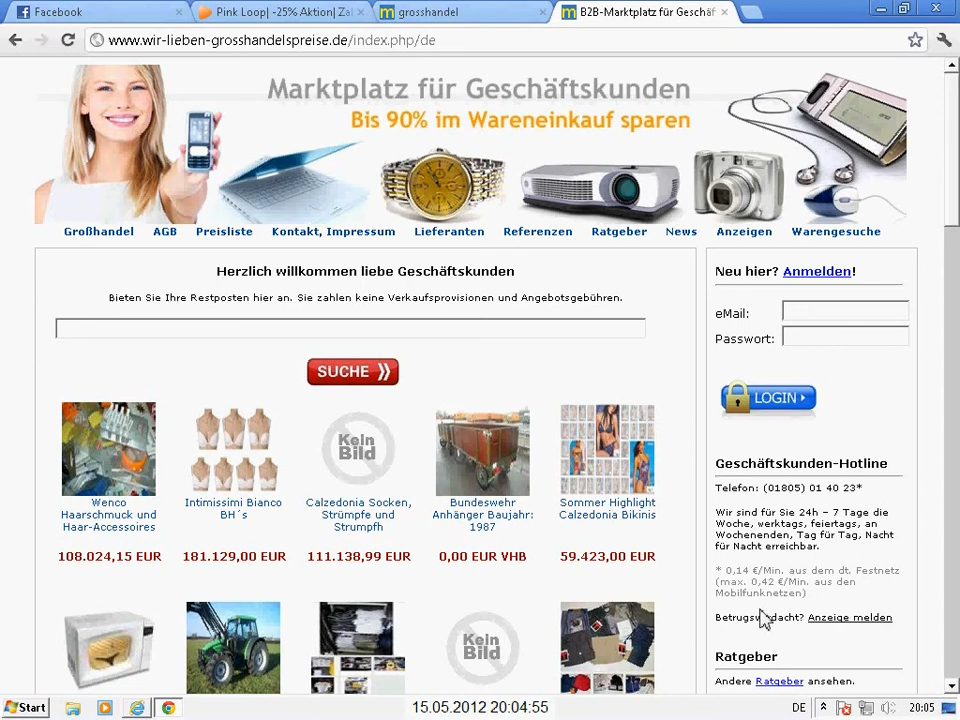 Facebook
Pink Loop| -25% Aktion| Zal
grosshandel
B2B-Marktplatz für Geschäf
www.wir-lieben-grosshandelspreise.de/index.php/de
Marktplatz für Geschäftskunden
Bis 90% im Wareneinkauf sparen
Großhandel AGB Preisliste Kontakt, Impressum Lieferanten Referenzen Ratgeber News Anzeigen Warengesuche
Herzlich willkommen liebe Geschäftskunden
Bieten Sie Ihre Restposten hier an. Sie zahlen keine Verkaufsprovisionen und Angebotsgebühren.
SUCHE
Kein
Bild
Wenco
Haarschmuck und
Haar-Accessoires
108.024,15 EUR
Intimissimi Bianco
BH´s
181.129,00 EUR
Calzedonia Socken,
Strümpfe und
Strumpfh
111.138,99 EUR
Bundeswehr
Anhänger Baujahr:
1987
0,00 EUR VHB
Sommer Highlight
Calzedonia Bikinis
59.423,00 EUR
Kein
Bild
Neu hier? Anmelden!
eMail:
Passwort:
LOGIN
Geschäftskunden-Hotline
Telefon: (01805) 01 40 23*
Wir sind für Sie 24h – 7 Tage die
Woche, werktags, feiertags, an
Wochenenden, Tag für Tag, Nacht
für Nacht erreichbar.
* 0,14 €/Min. aus dem dt. Festnetz
(max. 0,42 €/Min. aus den
Mobilfunknetzen)
Betrugsverdacht? Anzeige melden
Ratgeber
Andere Ratgeber ansehen.
Start
15.05.2012 20:04:55
DE
20:05